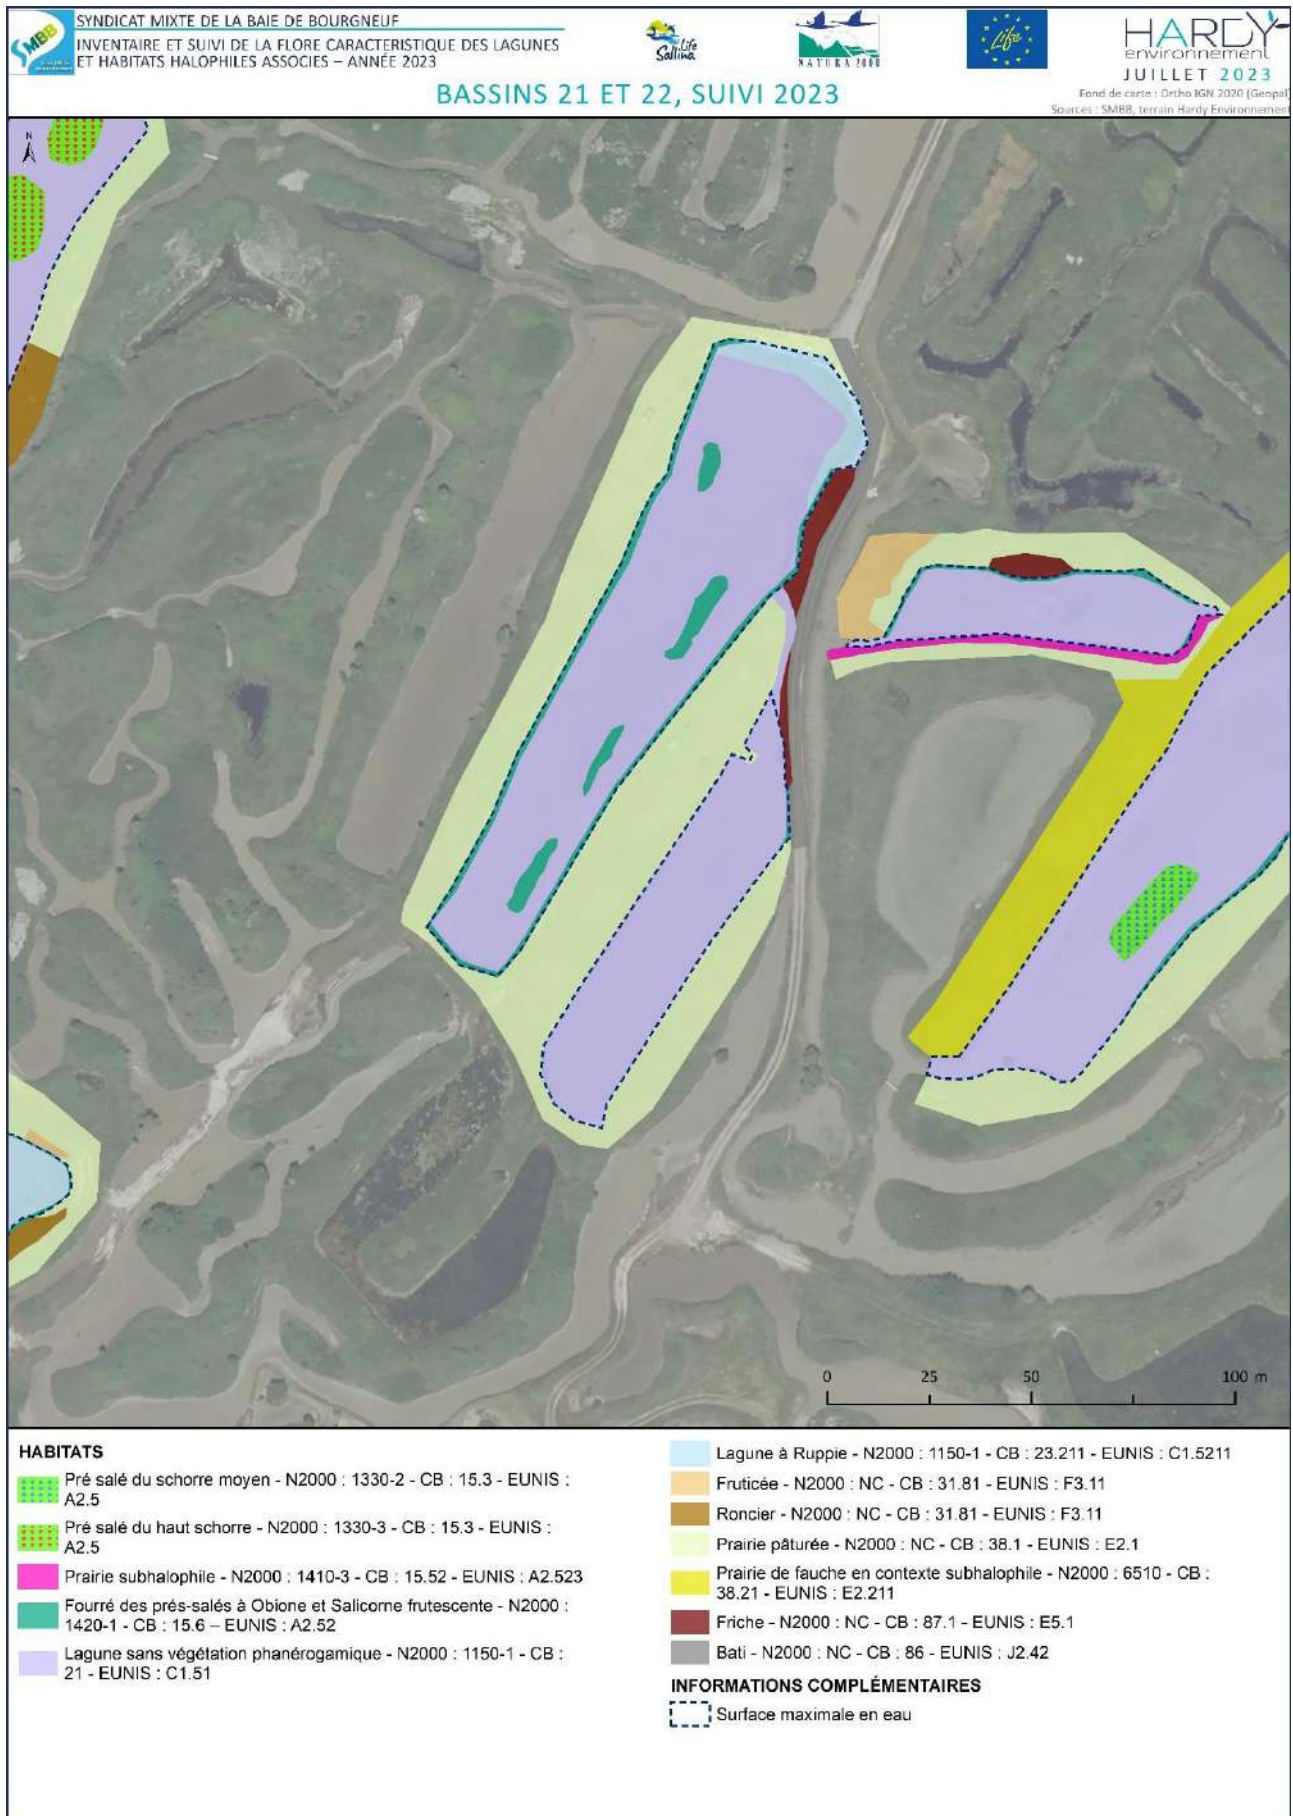 SYNDICAT MIXTE DE LA BAIE DE BOURGNEUF
INVENTAIRE ET SUIVI DE LA FLORE CARACTERISTIQUE DES LAGUNES
ET HABITATS HALOPHILES ASSOCIES – ANNÉE 2023
SMBB
Life
Sallina
NATURA 2000
Life
HARDY
environnement
JUILLET 2023
Fond de carte : Ortho IGN 2020 (Geopal)
Sources : SMBB, terrain Hardy Environnement
BASSINS 21 ET 22, SUIVI 2023
N
0 25 50 100 m
HABITATS
Pré salé du schorre moyen - N2000 : 1330-2 - CB : 15.3 - EUNIS :
A2.5
Pré salé du haut schorre - N2000 : 1330-3 - CB : 15.3 - EUNIS :
A2.5
Prairie subhalophile - N2000 : 1410-3 - CB : 15.52 - EUNIS : A2.523
Fourré des prés-salés à Obione et Salicorne frutescente - N2000 :
1420-1 - CB : 15.6 – EUNIS : A2.52
Lagune sans végétation phanérogamique - N2000 : 1150-1 - CB :
21 - EUNIS : C1.51
Lagune à Ruppie - N2000 : 1150-1 - CB : 23.211 - EUNIS : C1.5211
Fruticée - N2000 : NC - CB : 31.81 - EUNIS : F3.11
Roncier - N2000 : NC - CB : 31.81 - EUNIS : F3.11
Prairie pâturée - N2000 : NC - CB : 38.1 - EUNIS : E2.1
Prairie de fauche en contexte subhalophile - N2000 : 6510 - CB :
38.21 - EUNIS : E2.211
Friche - N2000 : NC - CB : 87.1 - EUNIS : E5.1
Bati - N2000 : NC - CB : 86 - EUNIS : J2.42
INFORMATIONS COMPLÉMENTAIRES
Surface maximale en eau